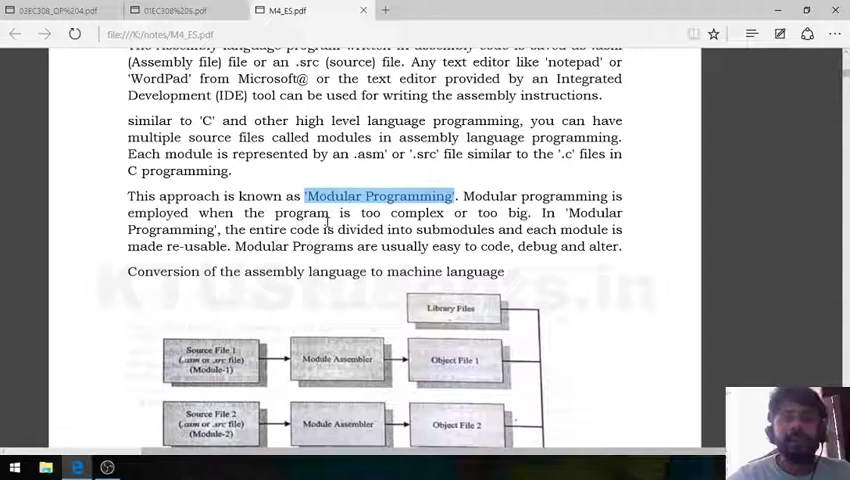 03EC308_QP%204.pdf
01EC308%20S.pdf
M4_ES.pdf
file:///K:/notes/M4_ES.pdf
(Assembly file) file or an .src (source) file. Any text editor like 'notepad' or
'WordPad' from Microsoft@ or the text editor provided by an Integrated
Development (IDE) tool can be used for writing the assembly instructions.
similar to 'C' and other high level language programming, you can have
multiple source files called modules in assembly language programming.
Each module is represented by an .asm' or '.src' file similar to the '.c' files in
C programming.
This approach is known as 'Modular Programming'. Modular programming is
employed when the program is too complex or too big. In 'Modular
Programming', the entire code is divided into submodules and each module is
made re-usable. Modular Programs are usually easy to code, debug and alter.
Conversion of the assembly language to machine language
Library Files
Source File 1
(.asm or .src file)
(Module-1)
Module Assembler
Object File 1
Source File 2
(.asm or .src file)
(Module-2)
Module Assembler
Object File 2